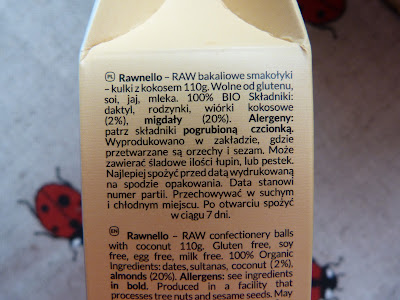 PL Rawnello – RAW bakaliowe smakołyki
– kulki z kokosem 110g. Wolne od glutenu,
soi, jaj, mleka. 100% BIO Składniki:
daktyl, rodzynki, wiórki kokosowe
(2%), migdały (20%). Alergeny:
patrz składniki pogrubioną czcionką.
Wyprodukowano w zakładzie, gdzie
przetwarzane są orzechy i sezam. Może
zawierać śladowe ilości łupin, lub pestek.
Najlepiej spożyć przed datą wydrukowaną
na spodzie opakowania. Data stanowi
numer partii. Przechowywać w suchym
i chłodnym miejscu. Po otwarciu spożyć
w ciągu 7 dni.
EN Rawnello – RAW confectionery balls
with coconut 110g. Gluten free, soy
free, egg free, milk free. 100% Organic
ingredients: dates, sultanas, coconut (2%),
almonds (20%). Allergens: see ingredients
in bold. Produced in a facility that
processes tree nuts and sesame seeds. May